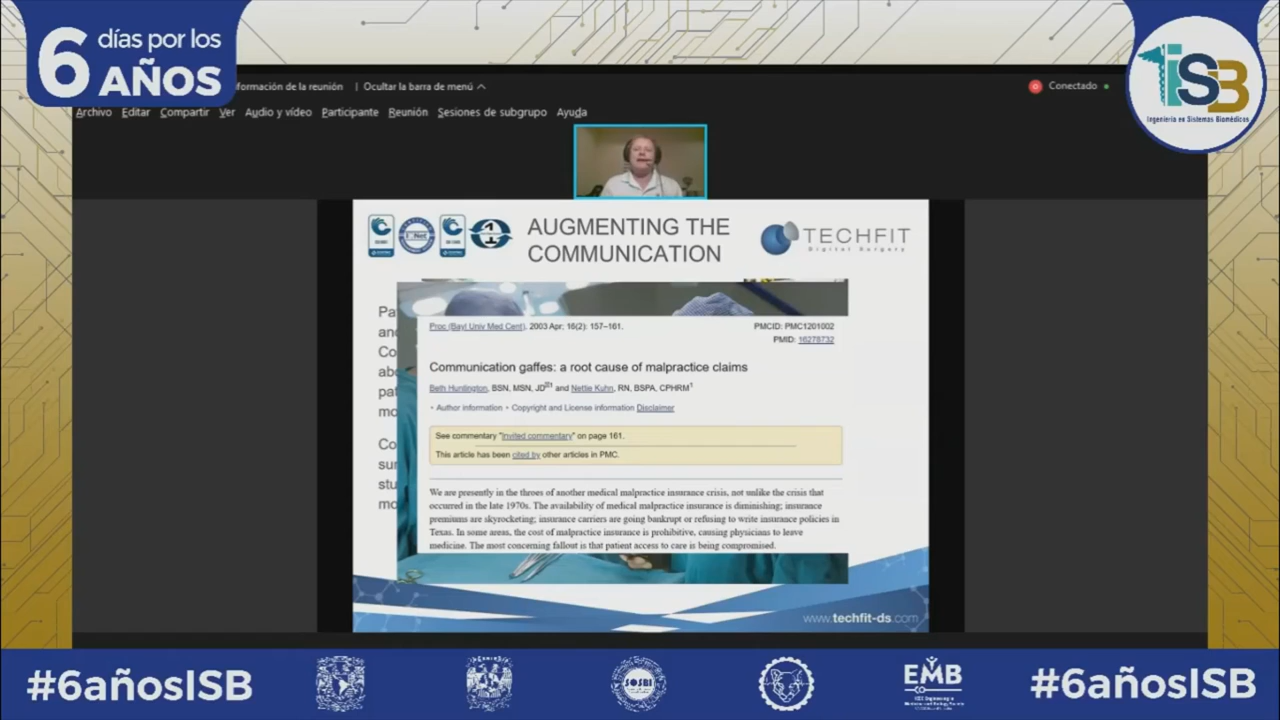 6 días por los
AÑOS
formación de la reunión | Ocultar la barra de menú
Conectado
Archivo Editar Compartir Ver Audio y vídeo Participante Reunión Sesiones de subgrupo Ayuda
iSB
Ingeniería en Sistemas Biomédicos
AUGMENTING THE
COMMUNICATION
TECHFIT
Digital Surgery
Pa
and
Co
abo
pat
mo
Co
sur
stu
mo
Proc (Bayl Univ Med Cent). 2003 Apr; 16(2): 157–161.
PMCID: PMC1201002
PMID: 16278732
Communication gaffes: a root cause of malpractice claims
Beth Huntington, BSN, MSN, JD and Nettie Kuhn, RN, BSPA, CPHRM1
Author information • Copyright and License information Disclaimer
See commentary "Invited commentary" on page 161.
This article has been cited by other articles in PMC.
We are presently in the throes of another medical malpractice insurance crisis, not unlike the crisis that
occurred in the late 1970s. The availability of medical malpractice insurance is diminishing; insurance
premiums are skyrocketing; insurance carriers are going bankrupt or refusing to write insurance policies in
Texas. In some areas, the cost of malpractice insurance is prohibitive, causing physicians to leave
medicine. The most concerning fallout is that patient access to care is being compromised.
www.techfit-ds.com
#6añosISB
SOSBI
EMB
#6añosISB